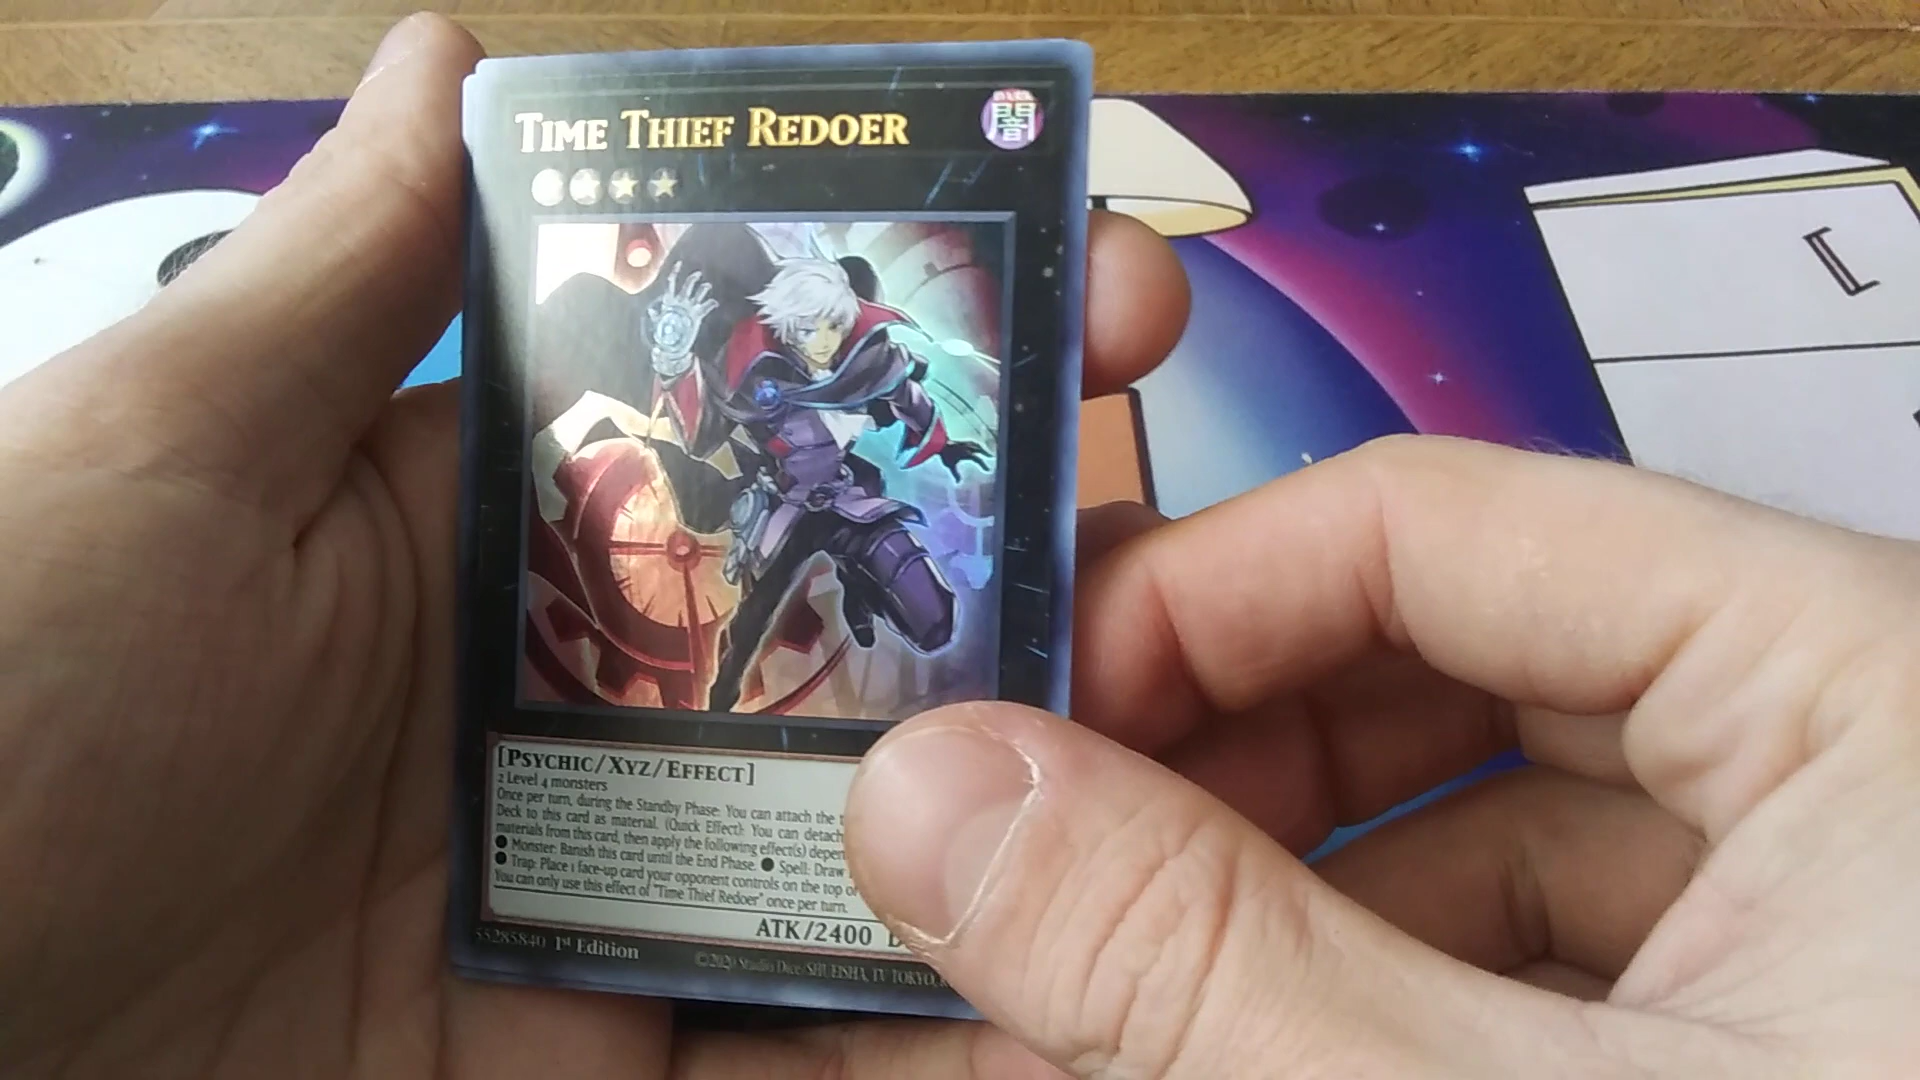 TIME THIEF REDOER
DARK
闇
[PSYCHIC/XYZ/EFFECT]
2 Level 4 monsters
Once per turn, during the Standby Phase: You can attach the
Deck to this card as material. (Quick Effect): You can detach
materials from this card, then apply the following effect(s)
● Monster: Banish this card until the End Phase. ● Spell: Draw
● Trap: Place 1 face-up card your opponent controls on the top
You can only use this effect of "Time Thief Redoer" once per turn.
ATK/2400
55285840 1st Edition
©2020 Studio Dice/SHUEISHA, TV TOKYO,